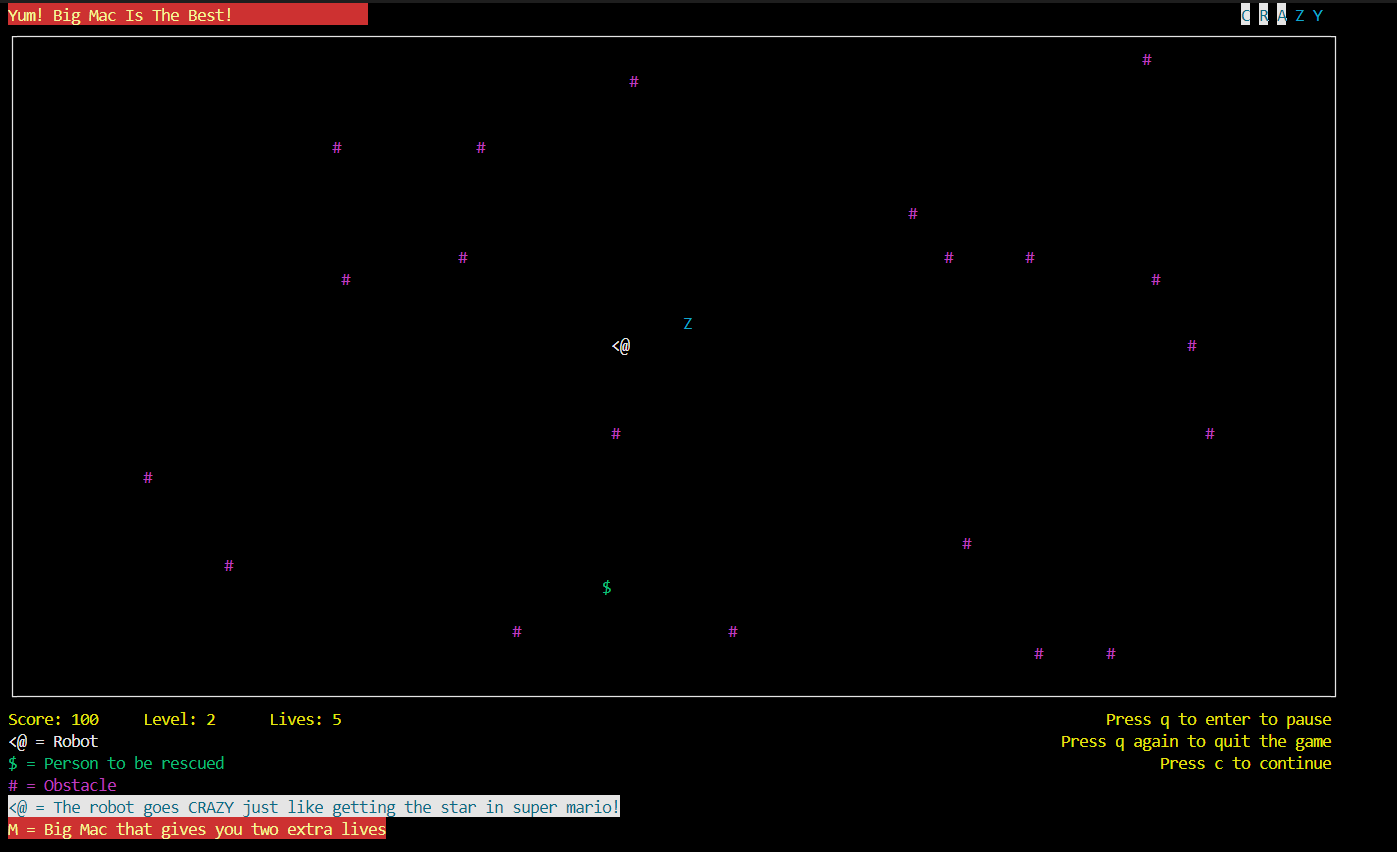 Yum! Big Mac Is The Best! C R A Z Y
#
#
# #
#
# # #
# #
Z
<@ #
# #
#
#
#
$
# #
# #
Score: 100 Level: 2 Lives: 5 Press q to enter to pause
<@ = Robot Press q again to quit the game
$ = Person to be rescued Press c to continue
# = Obstacle
<@ = The robot goes CRAZY just like getting the star in super mario!
M = Big Mac that gives you two extra lives